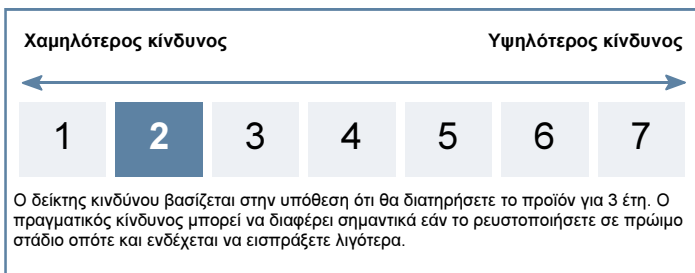 Χαμηλότερος κίνδυνος Υψηλότερος κίνδυνος
1 2 3 4 5 6 7
Ο δείκτης κινδύνου βασίζεται στην υπόθεση ότι θα διατηρήσετε το προϊόν για 3 έτη. Ο
πραγματικός κίνδυνος μπορεί να διαφέρει σημαντικά εάν το ρευστοποιήσετε σε πρώιμο
στάδιο οπότε και ενδέχεται να εισπράξετε λιγότερα.